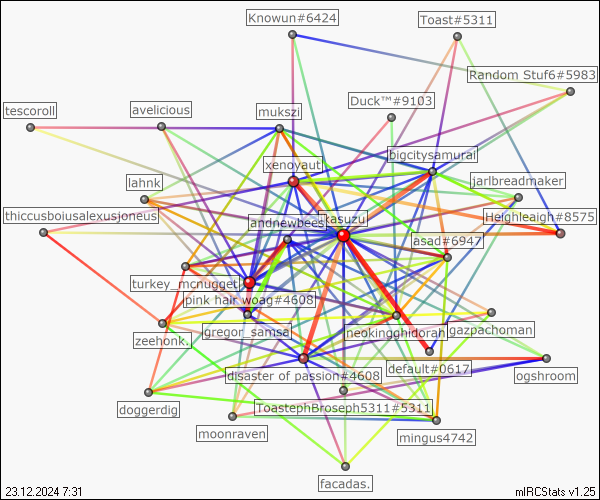 Knowun#6424
Toast#5311
Random Stuf6#5983
Duck™#9103
tescoroll
avelicious
mukszi
bigcitysamurai
xenoyaut
jarlbreadmaker
lahnk
thiccusboiusalexusjoneus
andnewbees
kasuzu
Heighleaigh#8575
asad#6947
turkey_mcnugget
pink hair woag#4608
zeehonk.
gregor_samsa
neokingghidorah
gazpachoman
default#0617
disaster of passion#4608
ogshroom
doggerdig
ToastephBroseph5311#5311
moonraven
mingus4742
facadas.
23.12.2024 7:31
mIRCStats v1.25